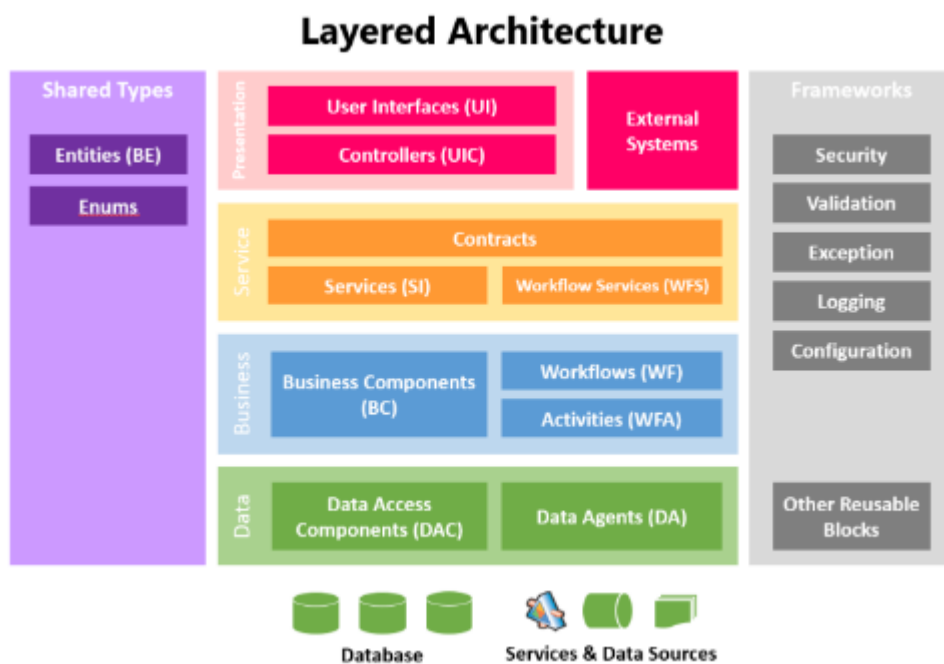 Layered Architecture
Shared Types
Entities (BE)
Enums
Presentation
User Interfaces (UI)
Controllers (UIC)
External
Systems
Service
Contracts
Services (SI)
Workflow Services (WFS)
Business
Business Components
(BC)
Workflows (WF)
Activities (WFA)
Data
Data Access
Components (DAC)
Data Agents (DA)
Frameworks
Security
Validation
Exception
Logging
Configuration
Other Reusable
Blocks
Database
Services & Data Sources